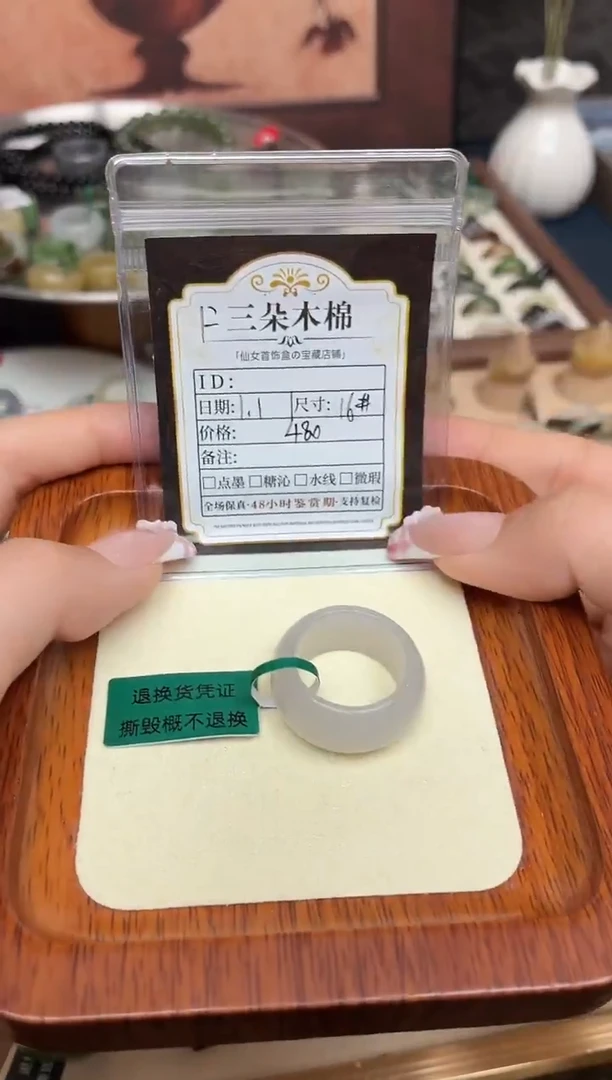 三朵木棉
「仙女首饰盒の宝藏店铺」
ID:
日期: 1.1 尺寸: 16#
价格: 480
备注:
□点墨 □糖沁 □水线 □微瑕
全场保真·48小时鉴赏期·支持复检
退换货凭证
撕毁概不退换